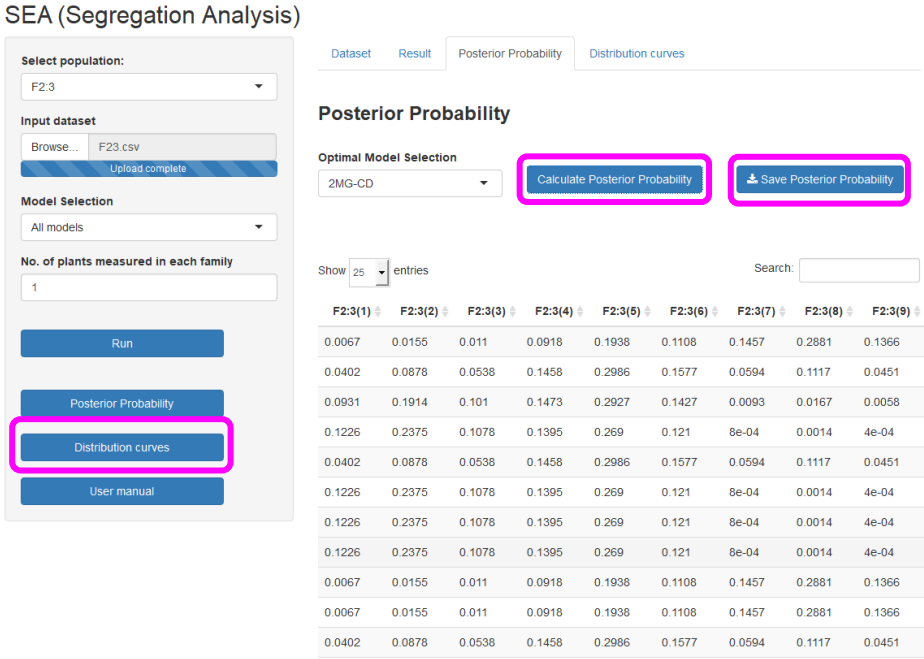 SEA (Segregation Analysis)
Select population:
F2:3
Input dataset
Browse... F23.csv
Upload complete
Model Selection
All models
No. of plants measured in each family
1
Run
Posterior Probability
Distribution curves
User manual
Dataset Result Posterior Probability Distribution curves
Posterior Probability
Optimal Model Selection
2MG-CD Calculate Posterior Probability Save Posterior Probability
Show 25 entries Search:
F2:3(1) F2:3(2) F2:3(3) F2:3(4) F2:3(5) F2:3(6) F2:3(7) F2:3(8) F2:3(9)
0.0067 0.0155 0.011 0.0918 0.1938 0.1108 0.1457 0.2881 0.1366
0.0402 0.0878 0.0538 0.1458 0.2986 0.1577 0.0594 0.1117 0.0451
0.0931 0.1914 0.101 0.1473 0.2927 0.1427 0.0093 0.0167 0.0058
0.1226 0.2375 0.1078 0.1395 0.269 0.121 8e-04 0.0014 4e-04
0.0402 0.0878 0.0538 0.1458 0.2986 0.1577 0.0594 0.1117 0.0451
0.1226 0.2375 0.1078 0.1395 0.269 0.121 8e-04 0.0014 4e-04
0.1226 0.2375 0.1078 0.1395 0.269 0.121 8e-04 0.0014 4e-04
0.1226 0.2375 0.1078 0.1395 0.269 0.121 8e-04 0.0014 4e-04
0.0067 0.0155 0.011 0.0918 0.1938 0.1108 0.1457 0.2881 0.1366
0.0067 0.0155 0.011 0.0918 0.1938 0.1108 0.1457 0.2881 0.1366
0.0402 0.0878 0.0538 0.1458 0.2986 0.1577 0.0594 0.1117 0.0451